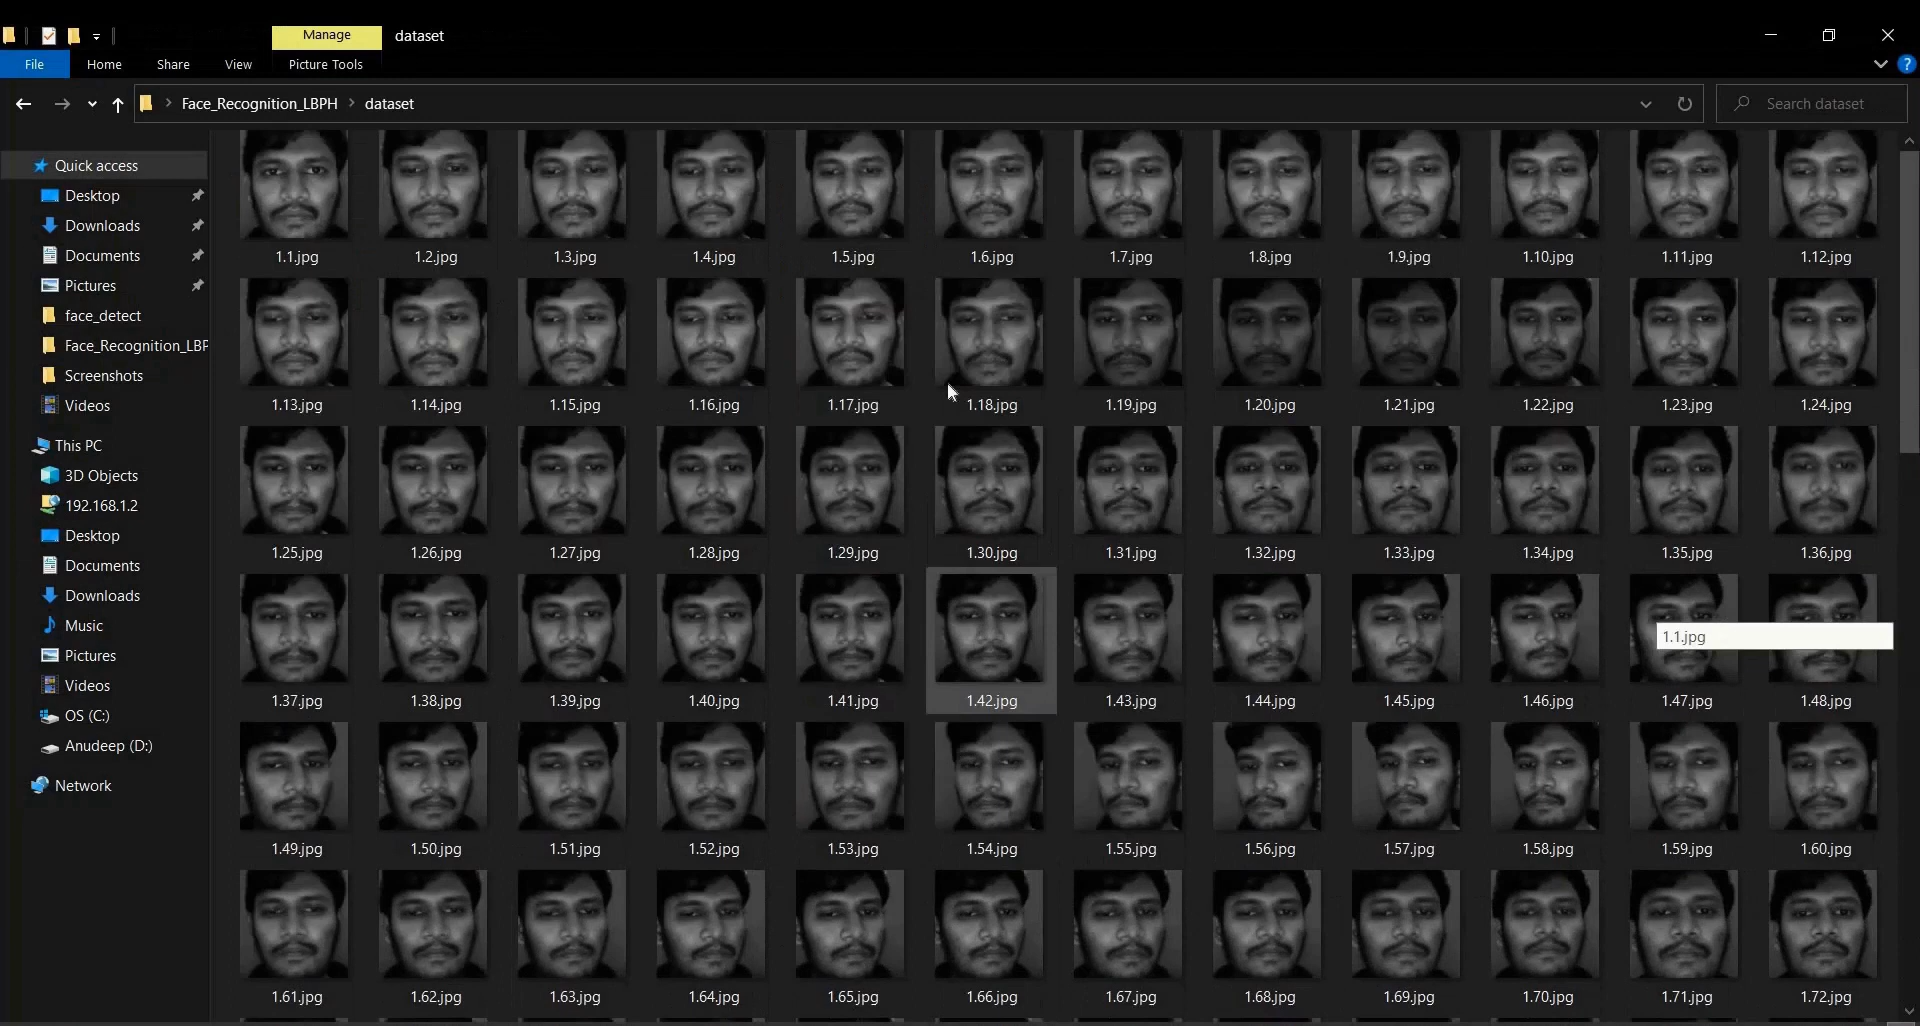 Manage
dataset
File
Home
Share
View
Picture Tools
Face_Recognition_LBPH
dataset
Search dataset
Quick access
Desktop
Downloads
Documents
Pictures
face_detect
Face_Recognition_LBP
Screenshots
Videos
This PC
3D Objects
192.168.1.2
Desktop
Documents
Downloads
Music
Pictures
Videos
OS (C:)
Anudeep (D:)
Network
1.1.jpg 1.2.jpg 1.3.jpg 1.4.jpg 1.5.jpg 1.6.jpg 1.7.jpg 1.8.jpg 1.9.jpg 1.10.jpg 1.11.jpg 1.12.jpg
1.13.jpg 1.14.jpg 1.15.jpg 1.16.jpg 1.17.jpg 1.18.jpg 1.19.jpg 1.20.jpg 1.21.jpg 1.22.jpg 1.23.jpg 1.24.jpg
1.25.jpg 1.26.jpg 1.27.jpg 1.28.jpg 1.29.jpg 1.30.jpg 1.31.jpg 1.32.jpg 1.33.jpg 1.34.jpg 1.35.jpg 1.36.jpg
1.1.jpg
1.37.jpg 1.38.jpg 1.39.jpg 1.40.jpg 1.41.jpg 1.42.jpg 1.43.jpg 1.44.jpg 1.45.jpg 1.46.jpg 1.47.jpg 1.48.jpg
1.49.jpg 1.50.jpg 1.51.jpg 1.52.jpg 1.53.jpg 1.54.jpg 1.55.jpg 1.56.jpg 1.57.jpg 1.58.jpg 1.59.jpg 1.60.jpg
1.61.jpg 1.62.jpg 1.63.jpg 1.64.jpg 1.65.jpg 1.66.jpg 1.67.jpg 1.68.jpg 1.69.jpg 1.70.jpg 1.71.jpg 1.72.jpg